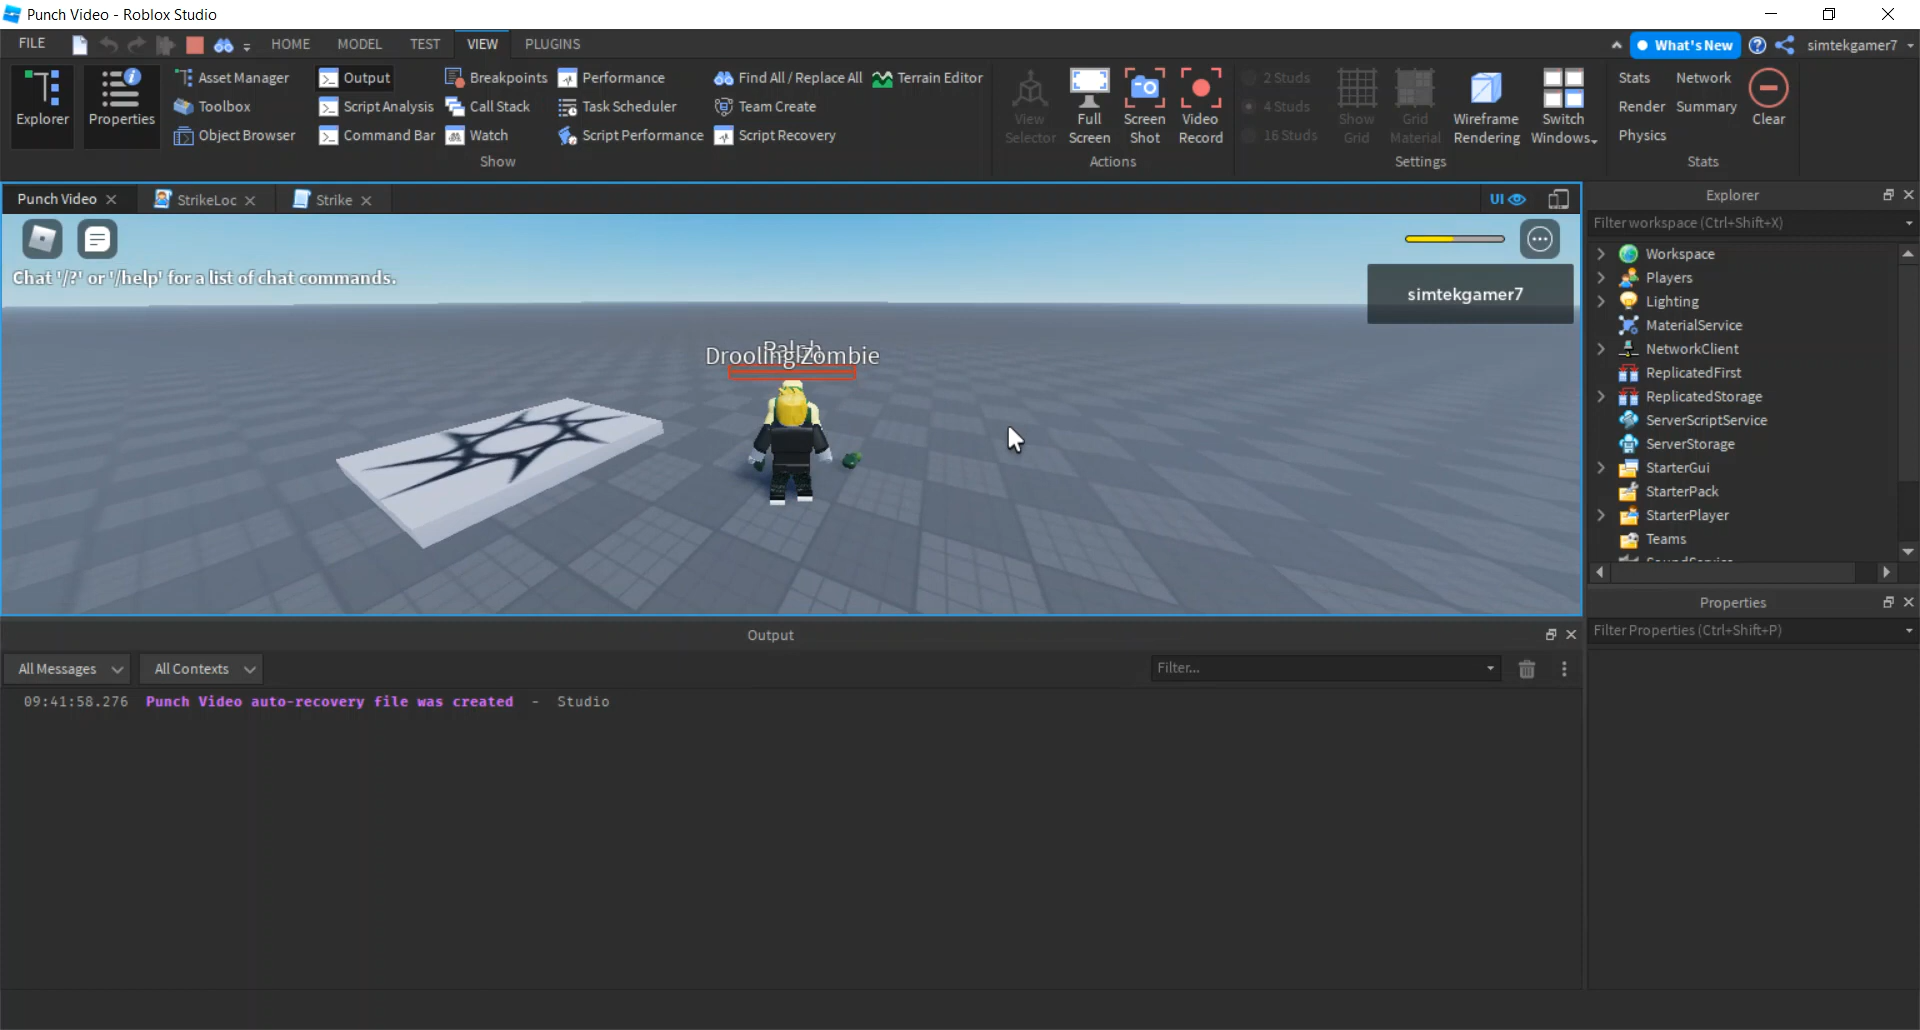 Punch Video - Roblox Studio
FILE HOME MODEL TEST VIEW PLUGINS What's New simtekgamer7
Explorer
Properties
Asset Manager
Toolbox
Object Browser
Output
Script Analysis
Command Bar
Breakpoints
Call Stack
Watch
Performance
Task Scheduler
Script Performance
Find All / Replace All
Team Create
Script Recovery
Terrain Editor
Show
View Selector
Full Screen
Screen Shot
Video Record
Actions
2 Studs
4 Studs
16 Studs
Show Grid
Grid Material
Wireframe Rendering
Switch Windows
Settings
Stats Network
Render Summary
Physics
Clear
Stats
Punch Video StrikeLoc Strike UI
Chat '/?' or '/help' for a list of chat commands.
simtekgamer7
Ralph
Drooling Zombie
Explorer
Filter workspace (Ctrl+Shift+X)
Workspace
Players
Lighting
MaterialService
NetworkClient
ReplicatedFirst
ReplicatedStorage
ServerScriptService
ServerStorage
StarterGui
StarterPack
StarterPlayer
Teams
SoundService
Properties
Filter Properties (Ctrl+Shift+P)
Output
All Messages All Contexts Filter...
09:41:58.276 Punch Video auto-recovery file was created - Studio